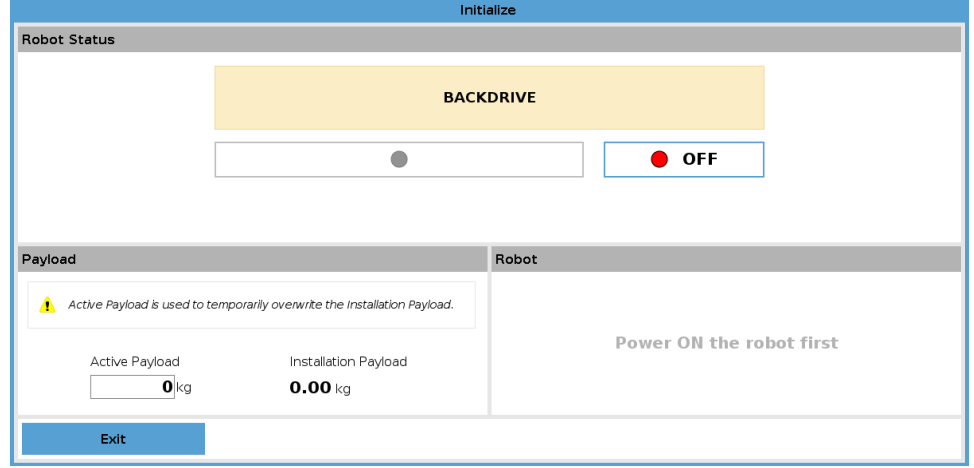 Initialize
Robot Status
BACKDRIVE
OFF
Payload
Robot
Active Payload is used to temporarily overwrite the Installation Payload.
Active Payload
Installation Payload
0 kg
0.00 kg
Power ON the robot first
Exit